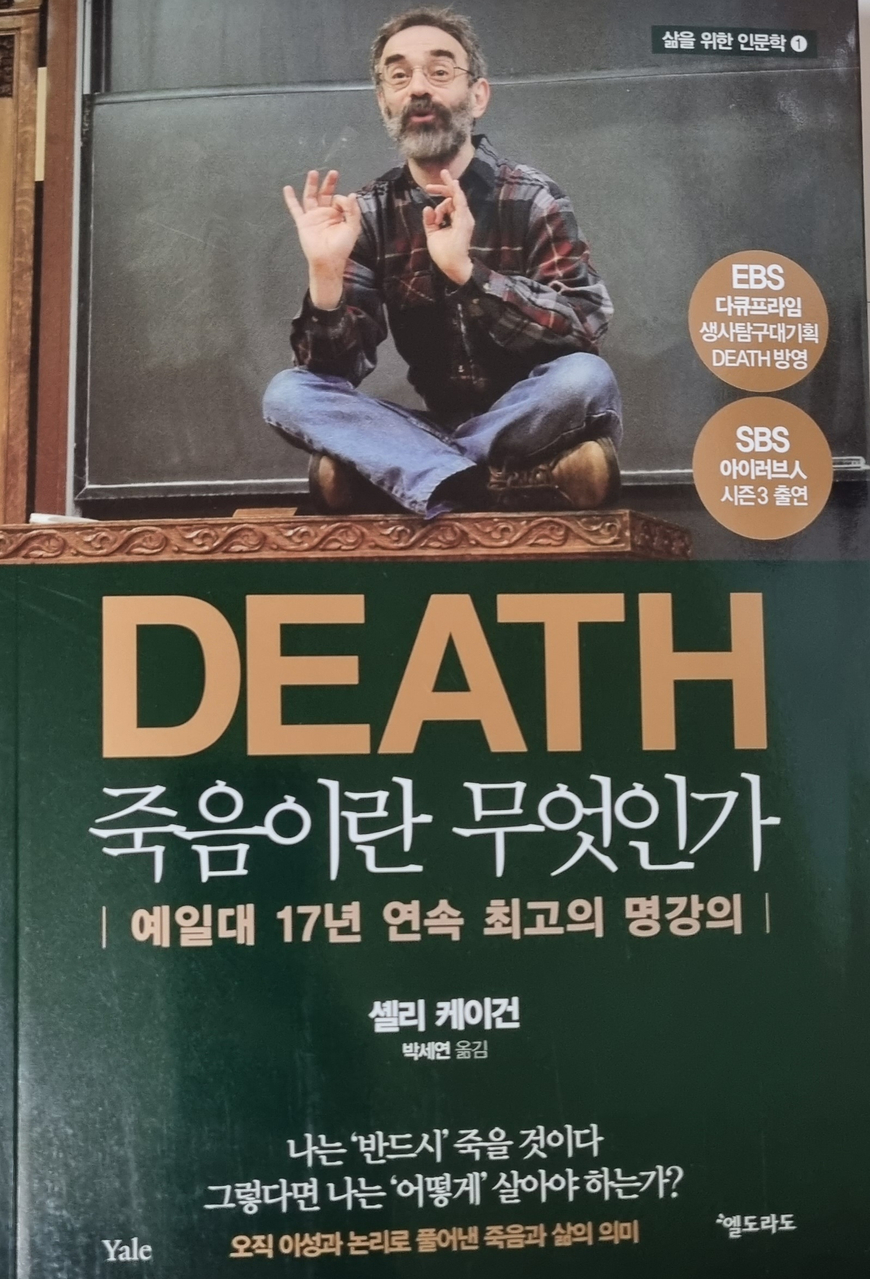 삶을 위한 인문학 1
EBS
다큐프라임
생사탐구대기획
DEATH 방영
SBS
아이러브人
시즌3 출연
DEATH
죽음이란 무엇인가
| 예일대 17년 연속 최고의 명강의 |
셸리 케이건
박세연 옮김
나는 ‘반드시’ 죽을 것이다
그렇다면 나는 ‘어떻게’ 살아야 하는가?
오직 이성과 논리로 풀어낸 죽음과 삶의 의미
Yale
엘도라도